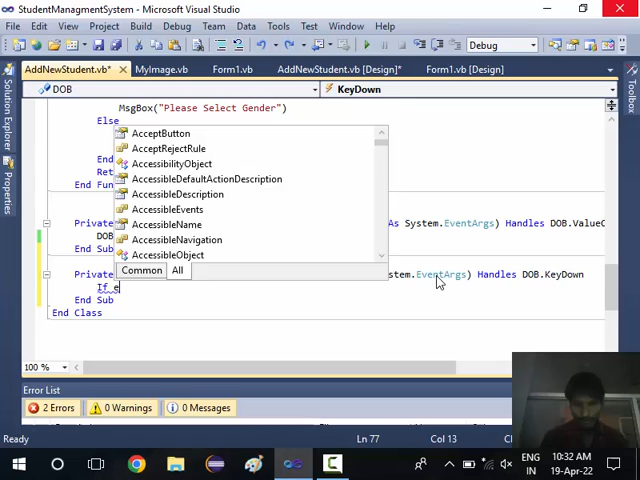 StudentManagmentSystem - Microsoft Visual Studio
File Edit View Project Build Debug Team Data Tools Test Window Help
Debug
AddNewStudent.vb* MyImage.vb Form1.vb AddNewStudent.vb [Design]* Form1.vb [Design]
DOB KeyDown
Solution Explorer
Properties
Toolbox
MsgBox("Please Select Gender")
Else
End
Ret
End Fun
AcceptButton
AcceptRejectRule
AccessibilityObject
AccessibleDefaultActionDescription
AccessibleDescription
AccessibleEvents
AccessibleName
AccessibleNavigation
AccessibleObject
Common All
Private As System.EventArgs) Handles DOB.ValueC
DOB
End Sub
Private stem.EventArgs) Handles DOB.KeyDown
If e
End Sub
End Class
100 %
Error List
2 Errors 0 Warnings 0 Messages
Ready Ln 77 Col 13
ENG
IN
10:32 AM
19-Apr-22